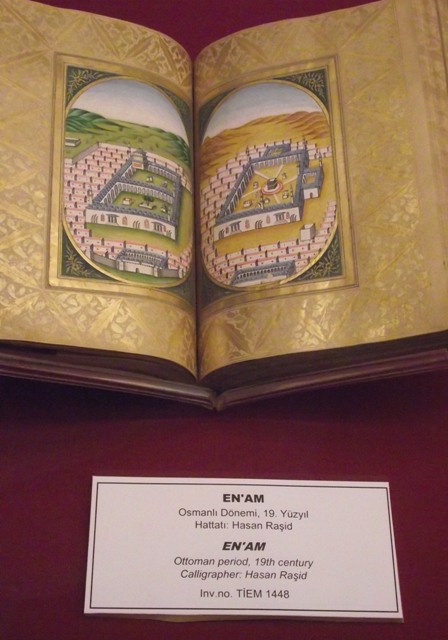 EN'AM
Osmanlı Dönemi, 19. Yüzyıl
Hattatı: Hasan Raşid
EN'AM
Ottoman period, 19th century
Calligrapher: Hasan Raşid
Inv.no. TİEM 1448